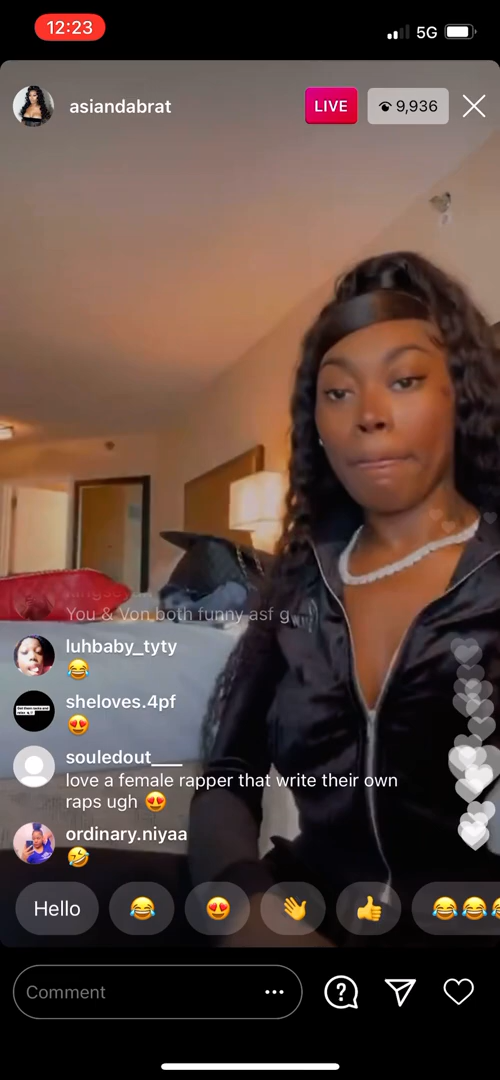 12:23
5G
asiandabrat
LIVE
9,936
You & Von both funny asf g
luhbaby_tyty
😂
sheloves.4pf
😍
souledout___
love a female rapper that write their own
raps ugh 😍
ordinary.niyaa
🤣
Hello
😂 😍 👋 👍 😂😂😂
Comment